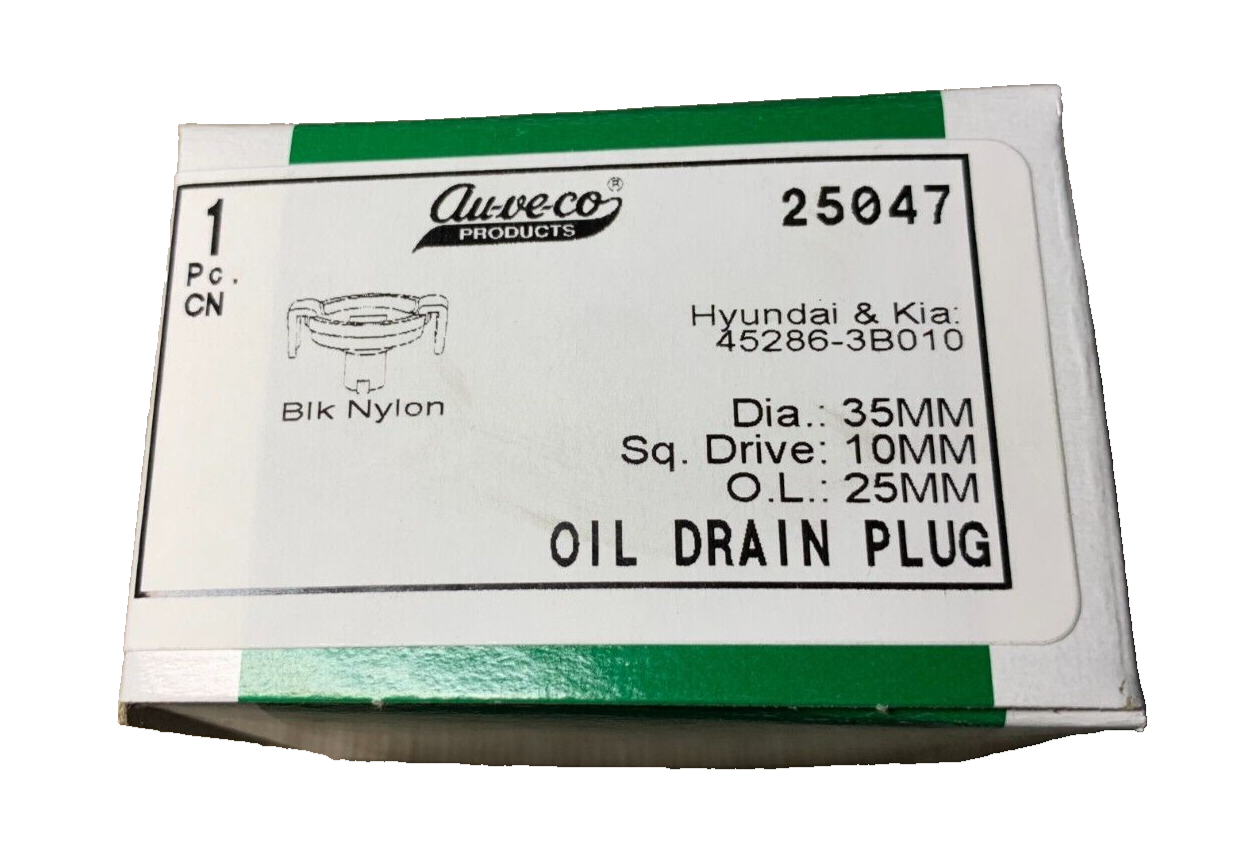 1
Pc.
CN
au-ve-co®
PRODUCTS
25047
Blk Nylon
Hyundai & Kia:
45286-3B010
Dia.: 35MM
Sq. Drive: 10MM
O.L.: 25MM
OIL DRAIN PLUG